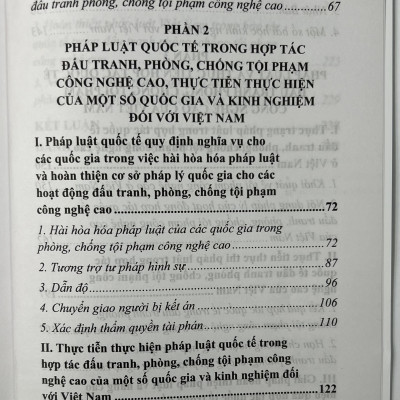 đấu tranh phòng, chống tội phạm công nghệ cao ..............67
PHẦN 2
PHÁP LUẬT QUỐC TẾ TRONG HỢP TÁC
ĐẤU TRANH, PHÒNG, CHỐNG TỘI PHẠM
CÔNG NGHỆ CAO, THỰC TIỄN THỰC HIỆN
CỦA MỘT SỐ QUỐC GIA VÀ KINH NGHIỆM
ĐỐI VỚI VIỆT NAM
I. Pháp luật quốc tế quy định nghĩa vụ cho
các quốc gia trong việc hài hòa hóa pháp luật
và hoàn thiện cơ sở pháp lý quốc gia cho các
hoạt động đấu tranh, phòng, chống tội phạm
công nghệ cao ..............72
1. Hài hòa hóa pháp luật của các quốc gia trong
phòng, chống tội phạm công nghệ cao ..............72
2. Tương trợ tư pháp hình sự ..............87
3. Dẫn độ ..............96
4. Chuyển giao người bị kết án ..............106
5. Xác định thẩm quyền tài phán ..............110
II. Thực tiễn thực hiện pháp luật quốc tế trong
hợp tác đấu tranh, phòng, chống tội phạm công
nghệ cao của một số quốc gia và kinh nghiệm đối
với Việt Nam ..............122